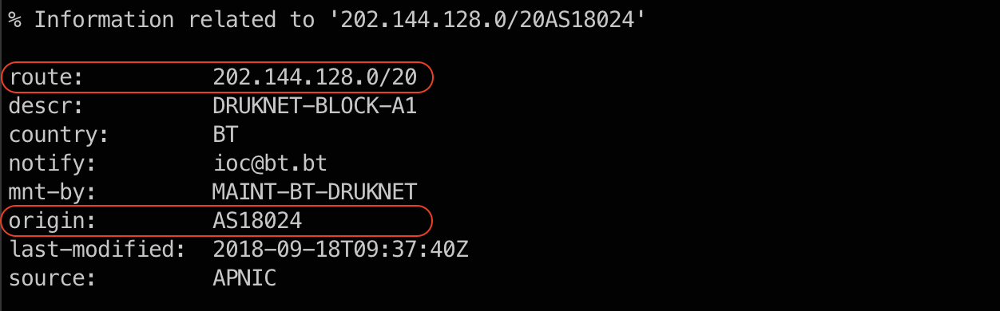 % Information related to '202.144.128.0/20AS18024'
route: 202.144.128.0/20
descr: DRUKNET-BLOCK-A1
country: BT
notify: ioc@bt.bt
mnt-by: MAINT-BT-DRUKNET
origin: AS18024
last-modified: 2018-09-18T09:37:40Z
source: APNIC